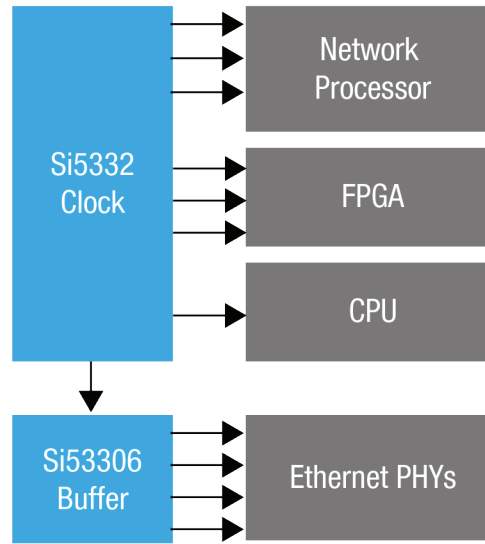 Si5332
Clock
Network
Processor
FPGA
CPU
Si53306
Buffer
Ethernet PHYs